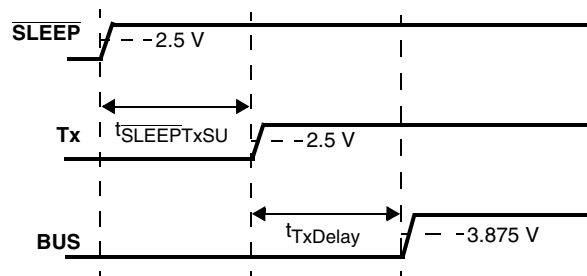 SLEEP
2.5 V
tSLEEPTxSU
Tx
2.5 V
tTxDelay
BUS
3.875 V